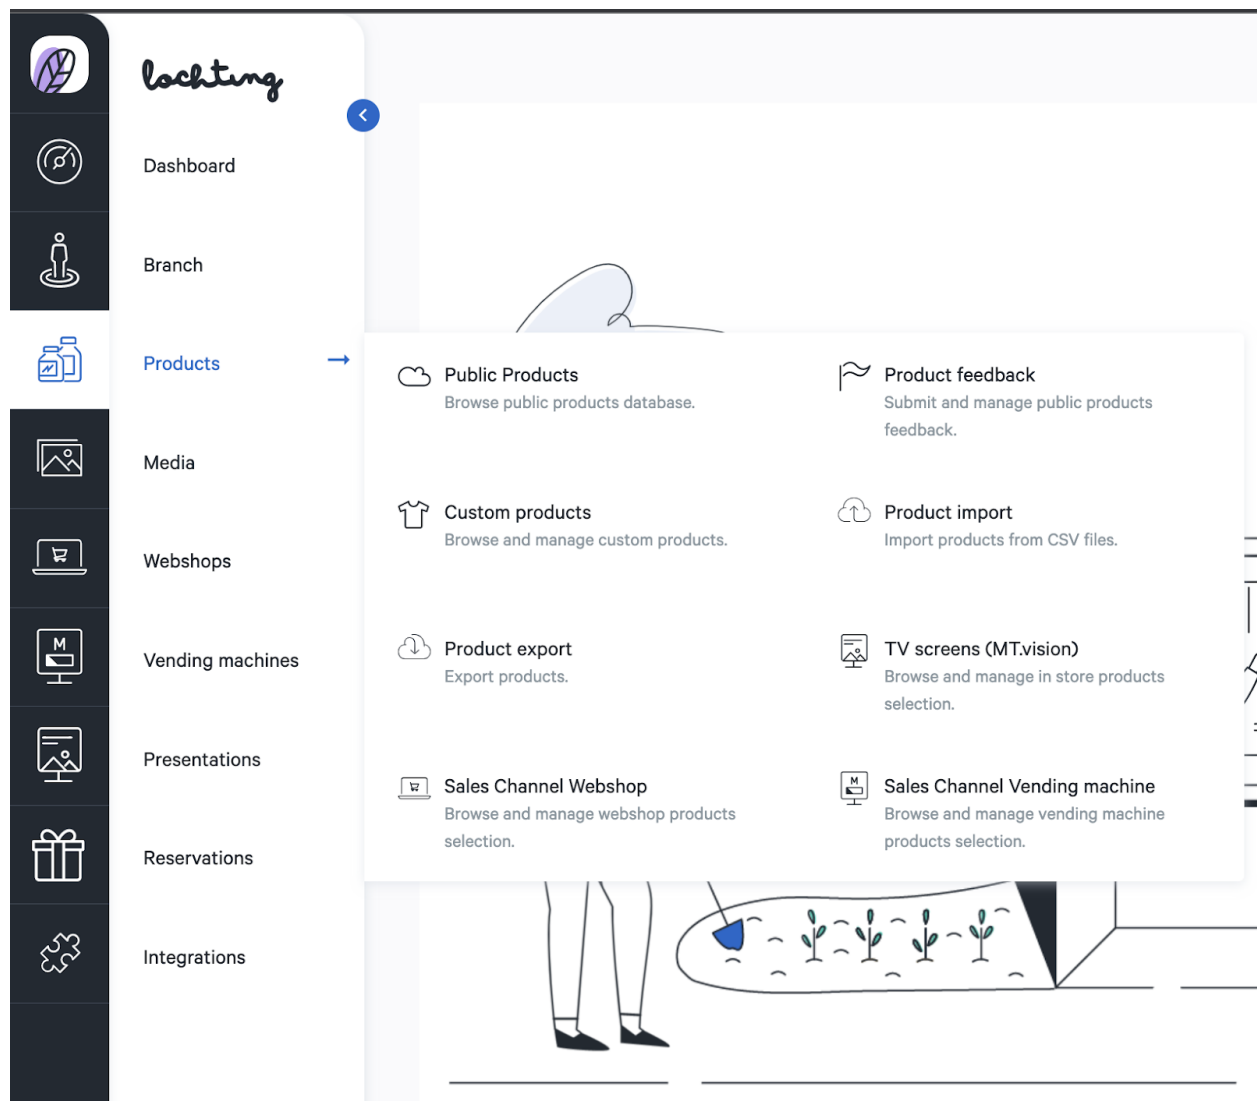 lochting
Dashboard
Branch
Products
Media
Webshops
M
Vending machines
Presentations
Reservations
Integrations
Public Products
Browse public products database.
Product feedback
Submit and manage public products
feedback.
Custom products
Browse and manage custom products.
Product import
Import products from CSV files.
Product export
Export products.
TV screens (MT.vision)
Browse and manage in store products
selection.
Sales Channel Webshop
Browse and manage webshop products
selection.
M
Sales Channel Vending machine
Browse and manage vending machine
products selection.